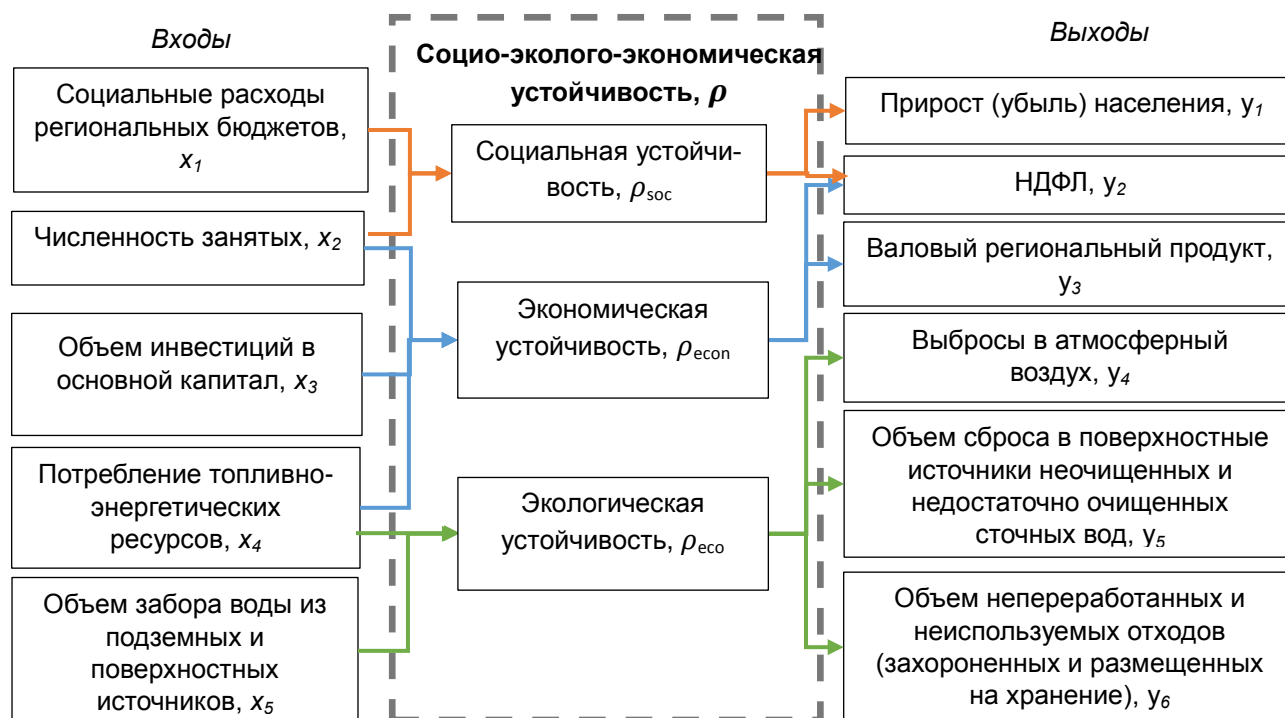 Входы
Социальные расходы
региональных бюджетов,
x1
Численность занятых, x2
Объем инвестиций в
основной капитал, x3
Потребление топливно-
энергетических
ресурсов, x4
Объем забора воды из
подземных и
поверхностных
источников, x5
Социо-эколого-экономическая
устойчивость, ρ
Социальная устойчи-
вость, ρsoc
Экономическая
устойчивость, ρecon
Экологическая
устойчивость, ρeco
Выходы
Прирост (убыль) населения, y1
НДФЛ, y2
Валовый региональный продукт,
y3
Выбросы в атмосферный
воздух, y4
Объем сброса в поверхностные
источники неочищенных и
недостаточно очищенных
сточных вод, y5
Объем непереработанных и
неиспользуемых отходов
(захороненных и размещенных
на хранение), y6